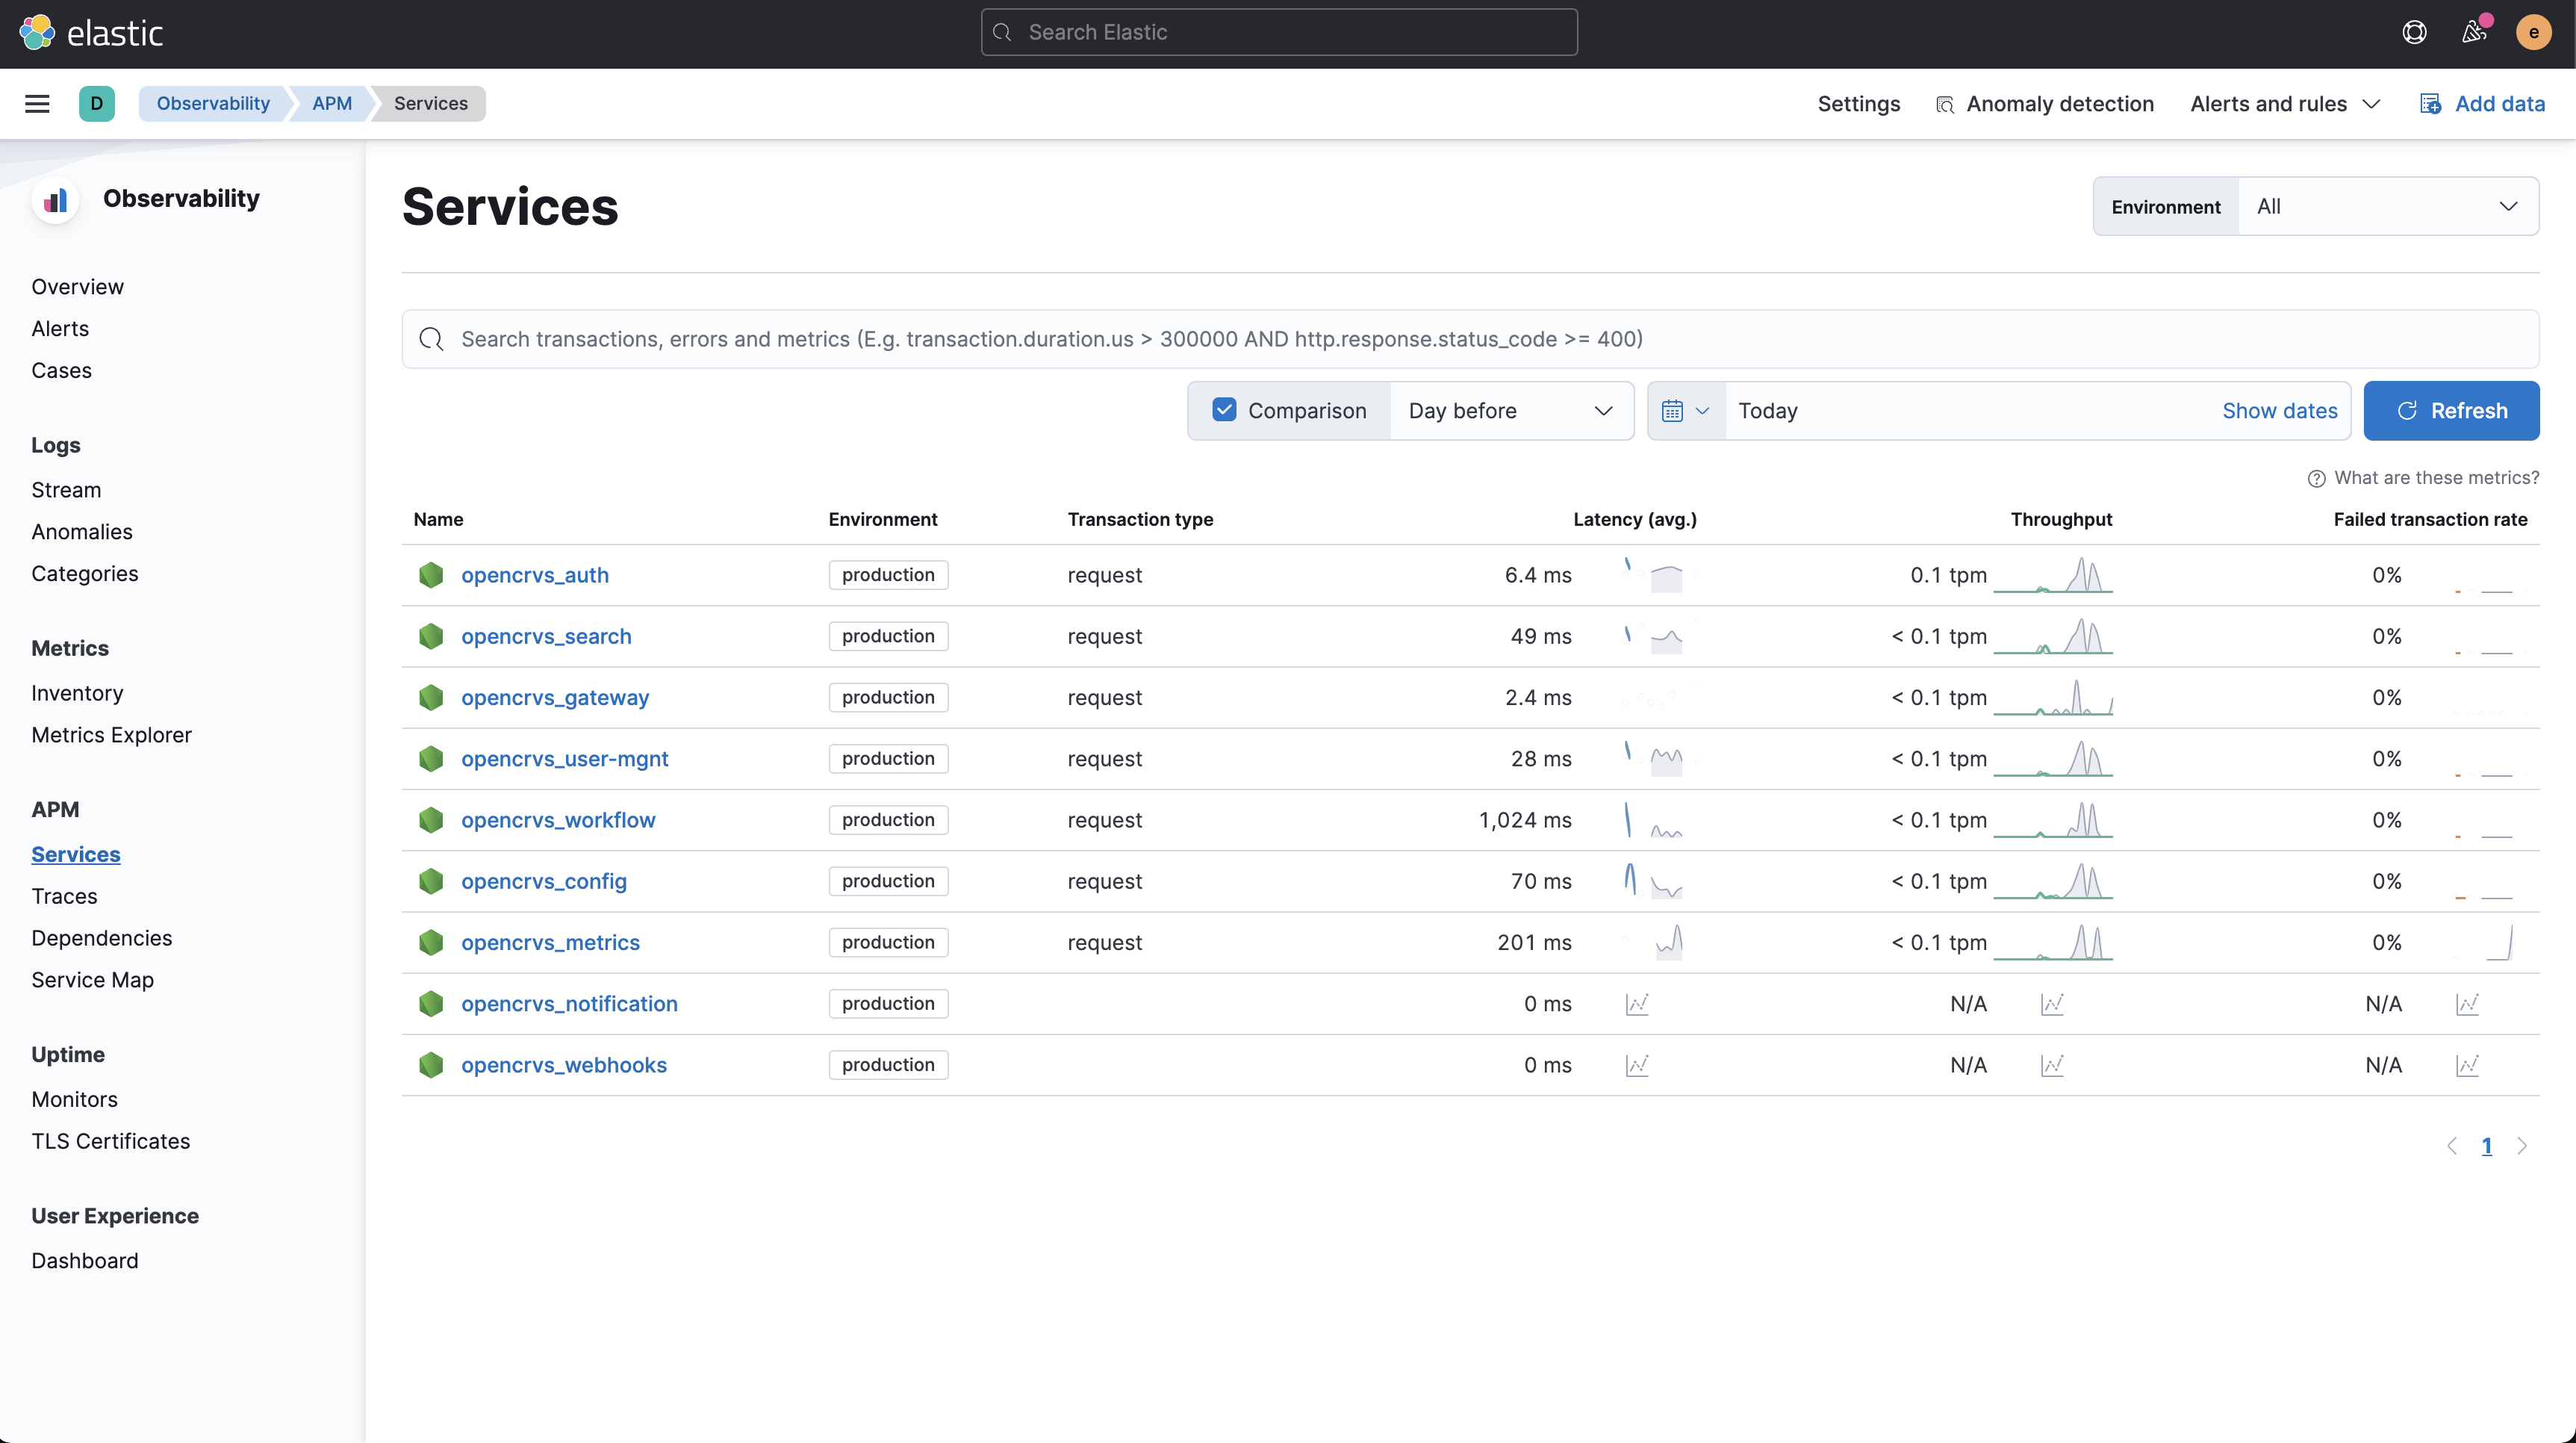 elastic
Search Elastic
e
D
Observability
APM
Services
Settings
Anomaly detection
Alerts and rules
Add data
Observability
Overview
Alerts
Cases
Logs
Stream
Anomalies
Categories
Metrics
Inventory
Metrics Explorer
APM
Services
Traces
Dependencies
Service Map
Uptime
Monitors
TLS Certificates
User Experience
Dashboard
Services
Environment All
Search transactions, errors and metrics (E.g. transaction.duration.us > 300000 AND http.response.status_code >= 400)
Comparison Day before Today Show dates Refresh
What are these metrics?
Name Environment Transaction type Latency (avg.) Throughput Failed transaction rate
opencrvs_auth production request 6.4 ms 0.1 tpm 0%
opencrvs_search production request 49 ms < 0.1 tpm 0%
opencrvs_gateway production request 2.4 ms < 0.1 tpm 0%
opencrvs_user-mgnt production request 28 ms < 0.1 tpm 0%
opencrvs_workflow production request 1,024 ms < 0.1 tpm 0%
opencrvs_config production request 70 ms < 0.1 tpm 0%
opencrvs_metrics production request 201 ms < 0.1 tpm 0%
opencrvs_notification production 0 ms N/A N/A
opencrvs_webhooks production 0 ms N/A N/A
1